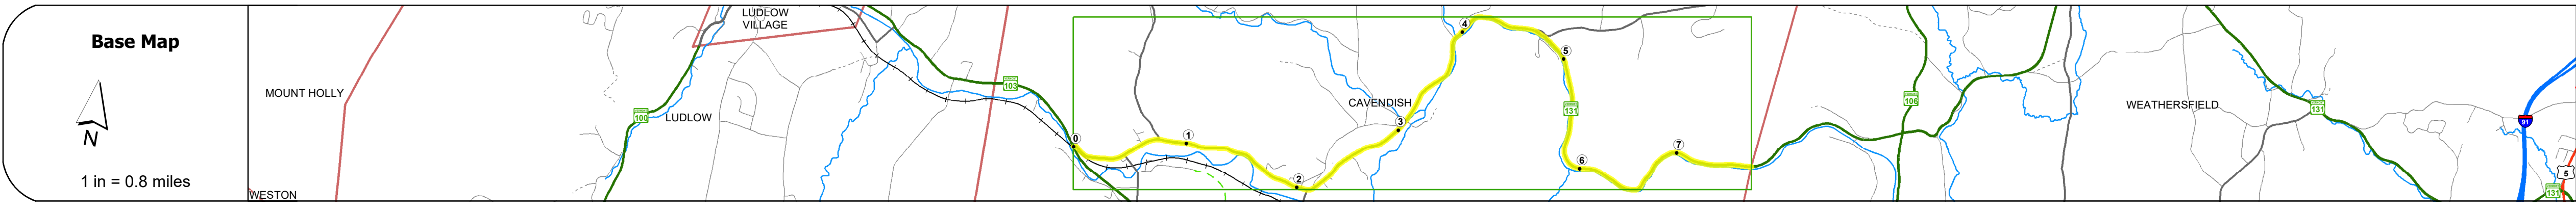 Base Map
N
1 in = 0.8 miles
MOUNT HOLLY
WESTON
LUDLOW
VILLAGE
100
LUDLOW
103
0
1
2
3
4
5
6
7
CAVENDISH
131
106
WEATHERSFIELD
131
91
5
131